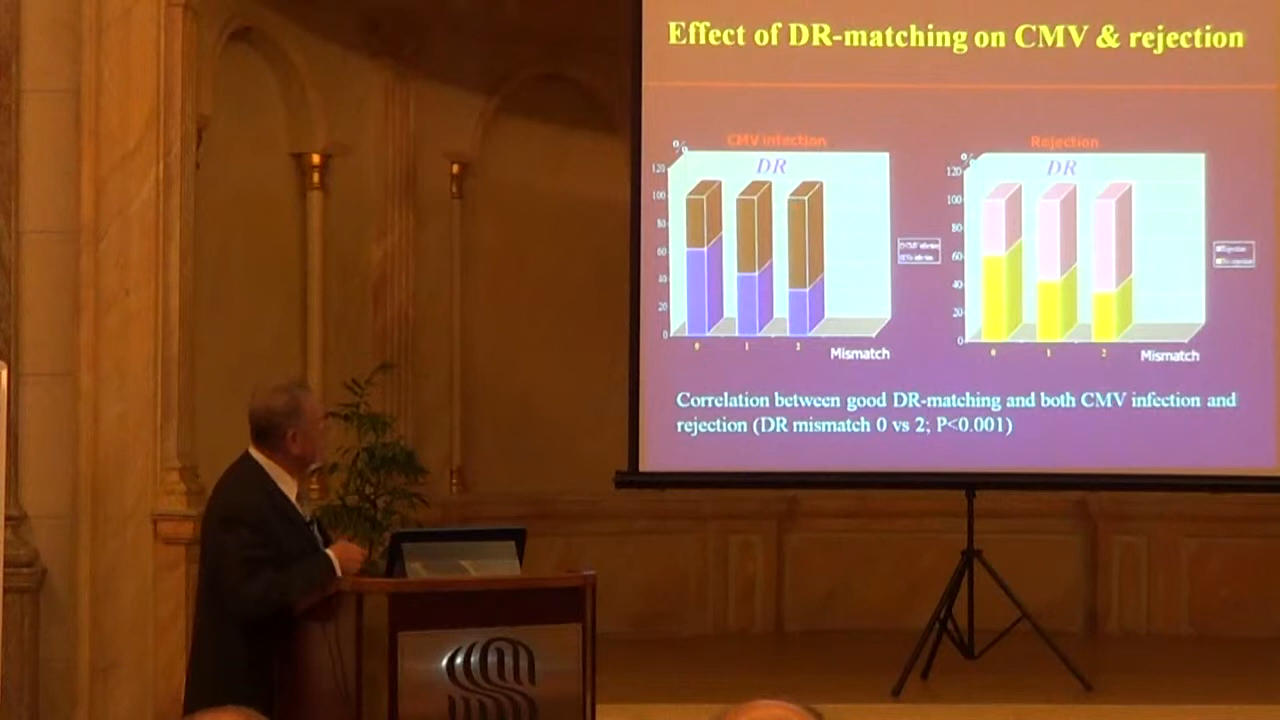 Effect of DR-matching on CMV & rejection
CMV infection
%
DR
120
100
80
60
40
20
0
0 1 2
Mismatch
Rejection
%
DR
120
100
80
60
40
20
0
0 1 2
Mismatch
Correlation between good DR-matching and both CMV infection and
rejection (DR mismatch 0 vs 2; P<0.001)